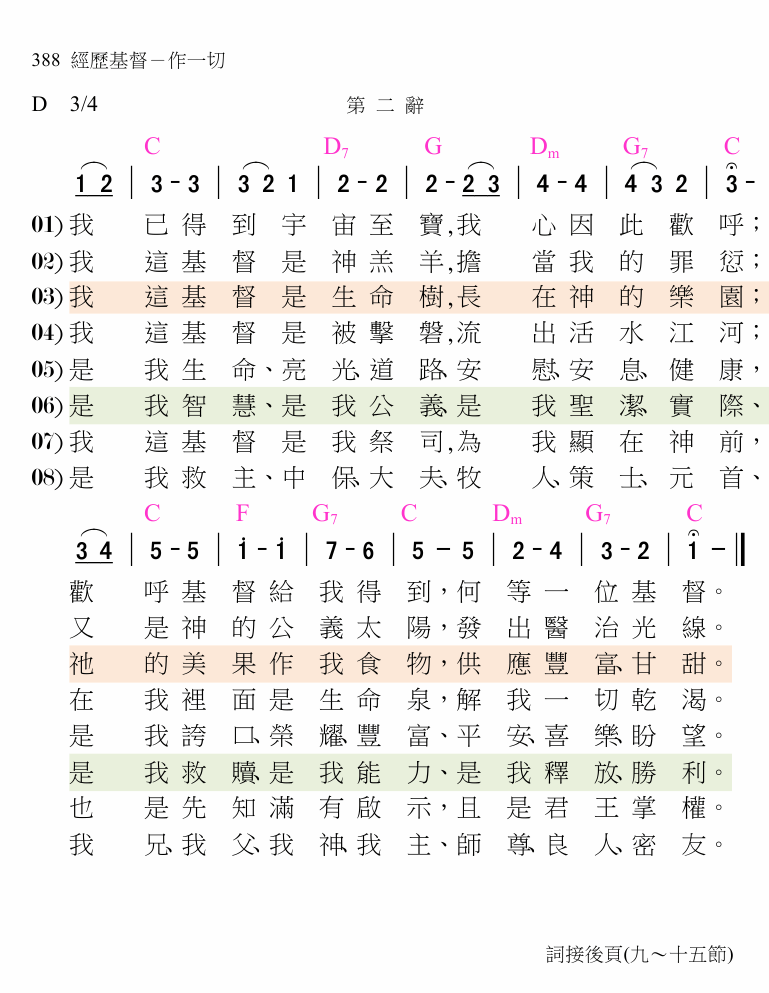 388 經歷基督－作一切
D 3/4 第 二 辭
C D7 G Dm G7 C
1 2 | 3 - 3 | 3 2 1 | 2 - 2 | 2 - 2 3 | 4 - 4 | 4 3 2 | 3 -
01) 我 已 得 到 宇 宙 至 寶,我 心 因 此 歡 呼；
02) 我 這 基 督 是 神 羔 羊,擔 當 我 的 罪 愆；
03) 我 這 基 督 是 生 命 樹,長 在 神 的 樂 園；
04) 我 這 基 督 是 被 擊 磐,流 出 活 水 江 河；
05) 是 我 生 命、亮 光、道 路、安 慰、安 息、健 康，
06) 是 我 智 慧、是 我 公 義、是 我 聖 潔、實 際、
07) 我 這 基 督 是 我 祭 司,為 我 顯 在 神 前，
08) 是 我 救 主、中 保、大 夫、牧 人、策 士、元 首、
C F G7 C Dm G7 C
3 4 | 5 - 5 | i - i | 7 - 6 | 5 － 5 | 2 - 4 | 3 - 2 | 1 － ‖
歡 呼 基 督 給 我 得 到，何 等 一 位 基 督。
又 是 神 的 公 義 太 陽，發 出 醫 治 光 線。
祂 的 美 果 作 我 食 物，供 應 豐 富、甘 甜。
在 我 裡 面 是 生 命 泉，解 我 一 切 乾 渴。
是 我 誇 口、榮 耀、豐 富、平 安、喜 樂、盼 望。
是 我 救 贖、是 我 能 力、是 我 釋 放、勝 利。
也 是 先 知 滿 有 啟 示，且 是 君 王 掌 權。
我 兄、我 父、我 神、我 主、師 尊、良 人、密 友。
詞接後頁(九～十五節)